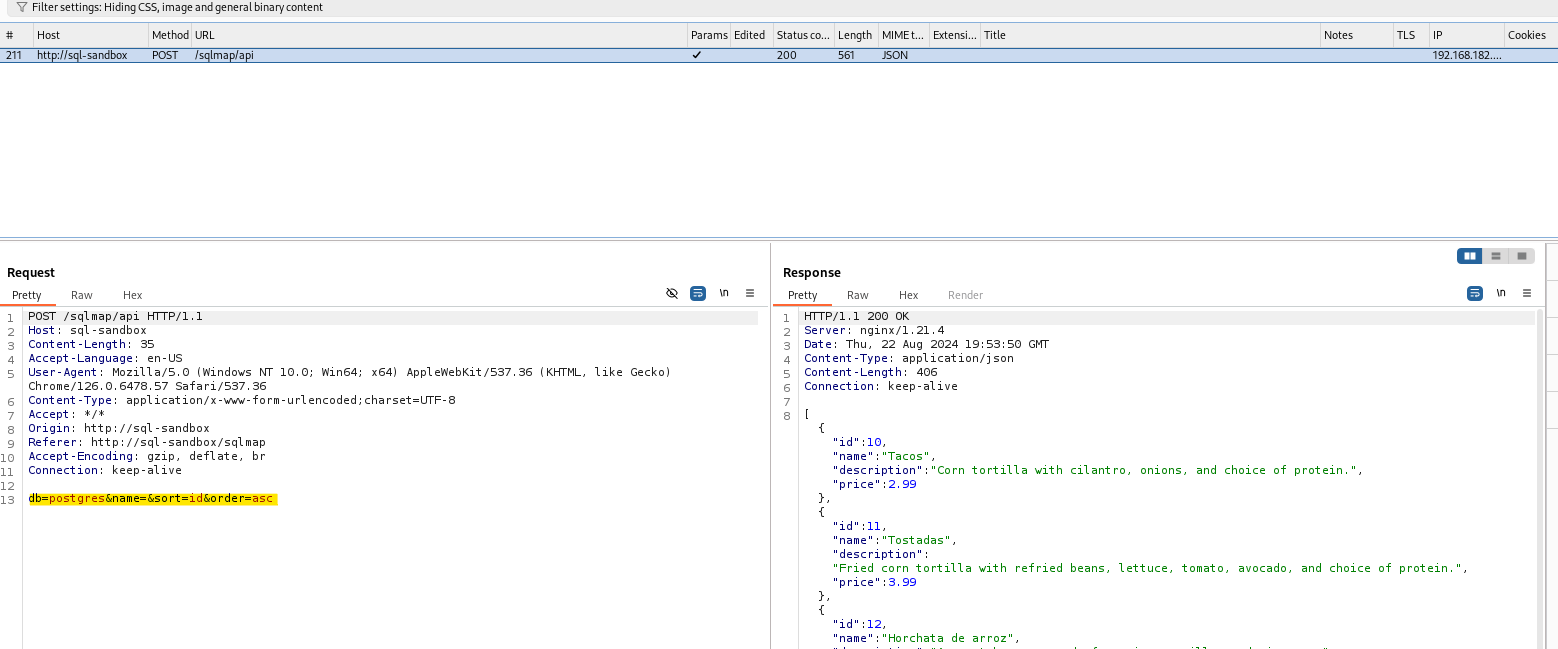 Filter settings: Hiding CSS, image and general binary content
# Host Method URL Params Edited Status co... Length MIME t... Extensi... Title Notes TLS IP Cookies
211 http://sql-sandbox POST /sqlmap/api ✓ 200 561 JSON 192.168.182....
Request
Pretty Raw Hex \n
1 POST /sqlmap/api HTTP/1.1
2 Host: sql-sandbox
3 Content-Length: 35
4 Accept-Language: en-US
5 User-Agent: Mozilla/5.0 (Windows NT 10.0; Win64; x64) AppleWebKit/537.36 (KHTML, like Gecko)
Chrome/126.0.6478.57 Safari/537.36
6 Content-Type: application/x-www-form-urlencoded;charset=UTF-8
7 Accept: */*
8 Origin: http://sql-sandbox
9 Referer: http://sql-sandbox/sqlmap
10 Accept-Encoding: gzip, deflate, br
11 Connection: keep-alive
12
13 db=postgres&name=&sort=id&order=asc
Response
Pretty Raw Hex Render \n
1 HTTP/1.1 200 OK
2 Server: nginx/1.21.4
3 Date: Thu, 22 Aug 2024 19:53:50 GMT
4 Content-Type: application/json
5 Content-Length: 406
6 Connection: keep-alive
7
8 [
{
"id":10,
"name":"Tacos",
"description":"Corn tortilla with cilantro, onions, and choice of protein.",
"price":2.99
},
{
"id":11,
"name":"Tostadas",
"description":
"Fried corn tortilla with refried beans, lettuce, tomato, avocado, and choice of protein.",
"price":3.99
},
{
"id":12,
"name":"Horchata de arroz",